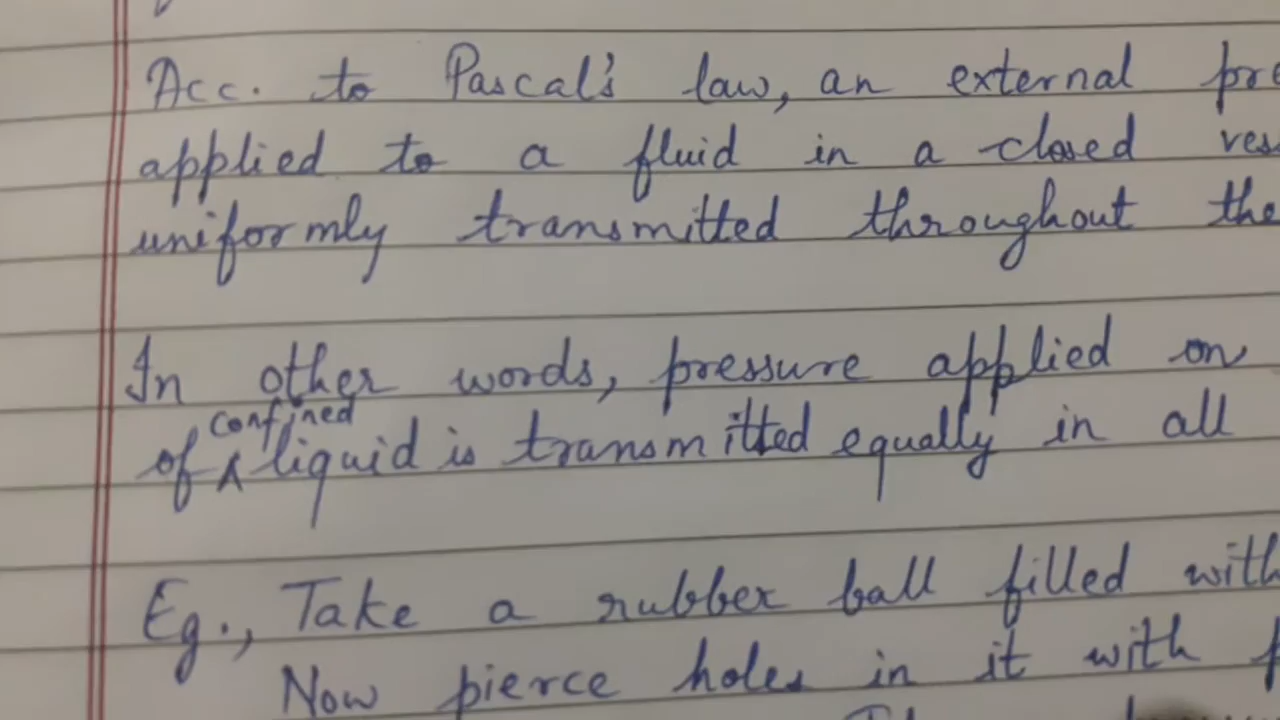 Acc. to Pascal's law, an external pre
applied to a fluid in a closed ves
uniformly transmitted throughout the
In other words, pressure applied on
of confined liquid is transmitted equally in all
Eg., Take a rubber ball filled with
Now pierce holes in it with